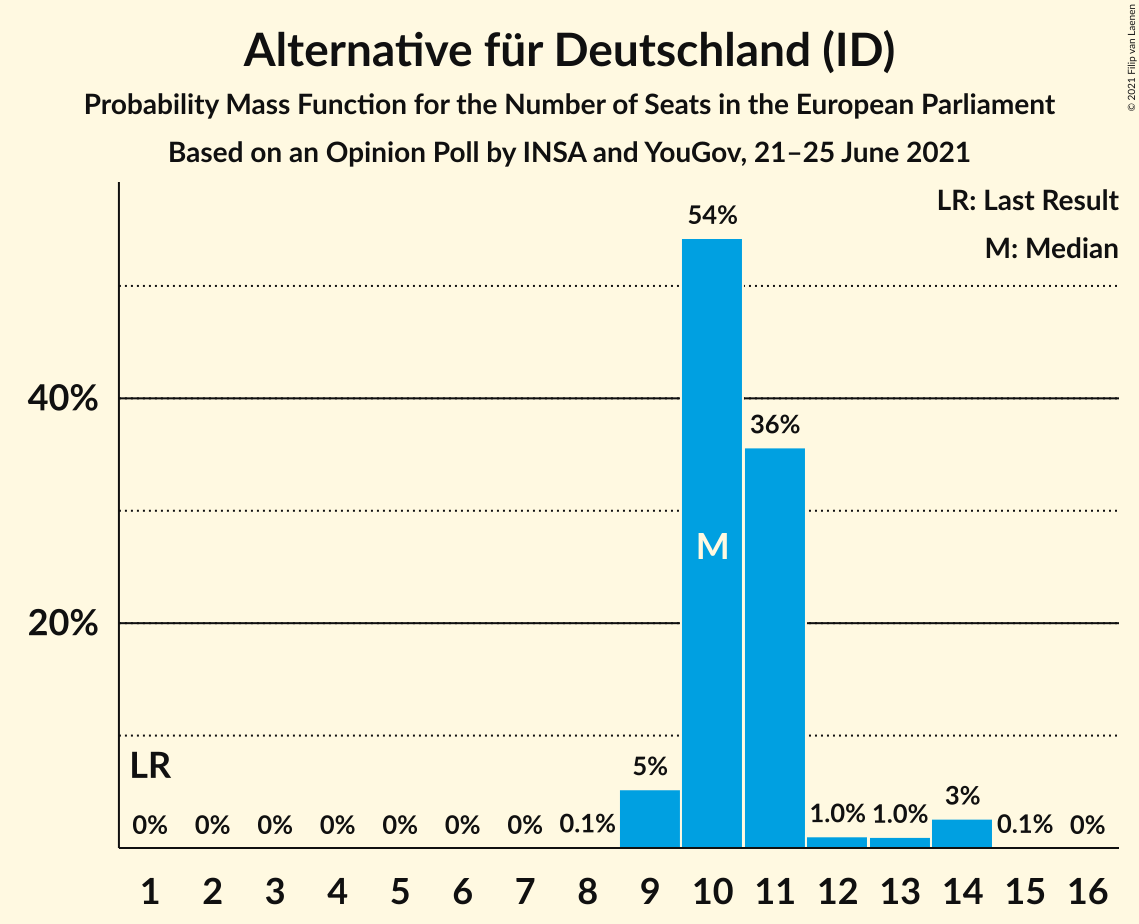 Alternative für Deutschland (ID)
Probability Mass Function for the Number of Seats in the European Parliament
Based on an Opinion Poll by INSA and YouGov, 21–25 June 2021
© 2021 Filip van Laenen
LR: Last Result
M: Median
54%
40%
36%
M
20%
LR
5%
3%
0% 0% 0% 0% 0% 0% 0% 0.1% 1.0% 1.0% 0.1% 0%
1 2 3 4 5 6 7 8 9 10 11 12 13 14 15 16